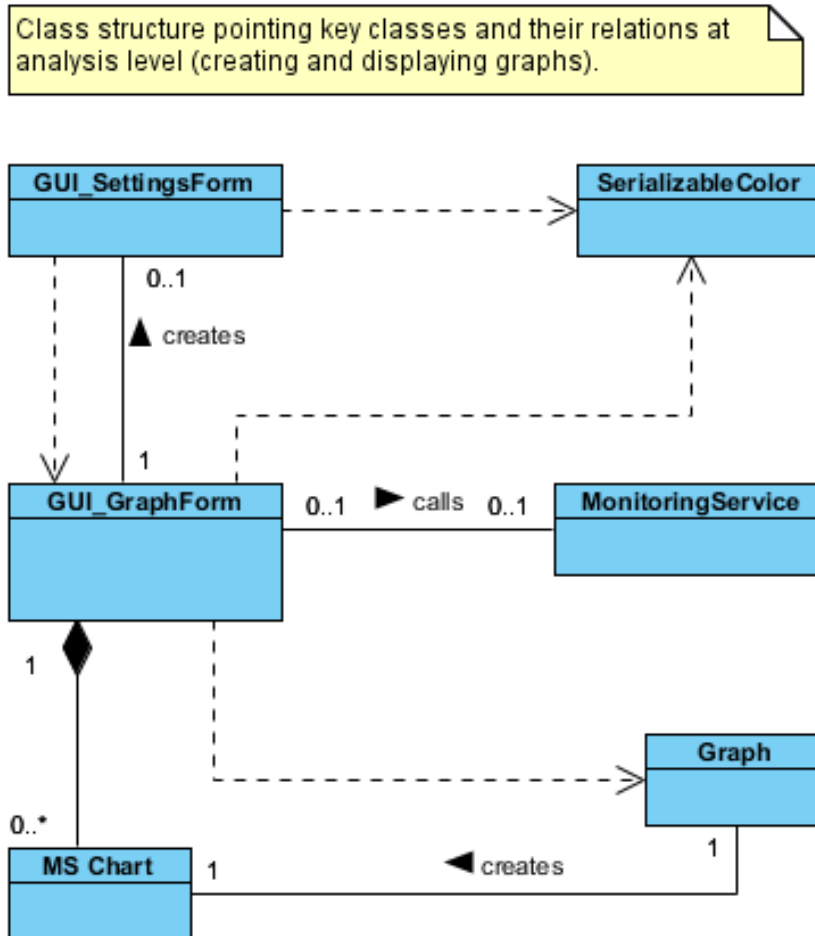 Class structure pointing key classes and their relations at
analysis level (creating and displaying graphs).
GUI_SettingsForm
SerializableColor
0..1
creates
1
GUI_GraphForm
0..1
calls
0..1
MonitoringService
1
Graph
0..*
1
MS Chart
1
creates